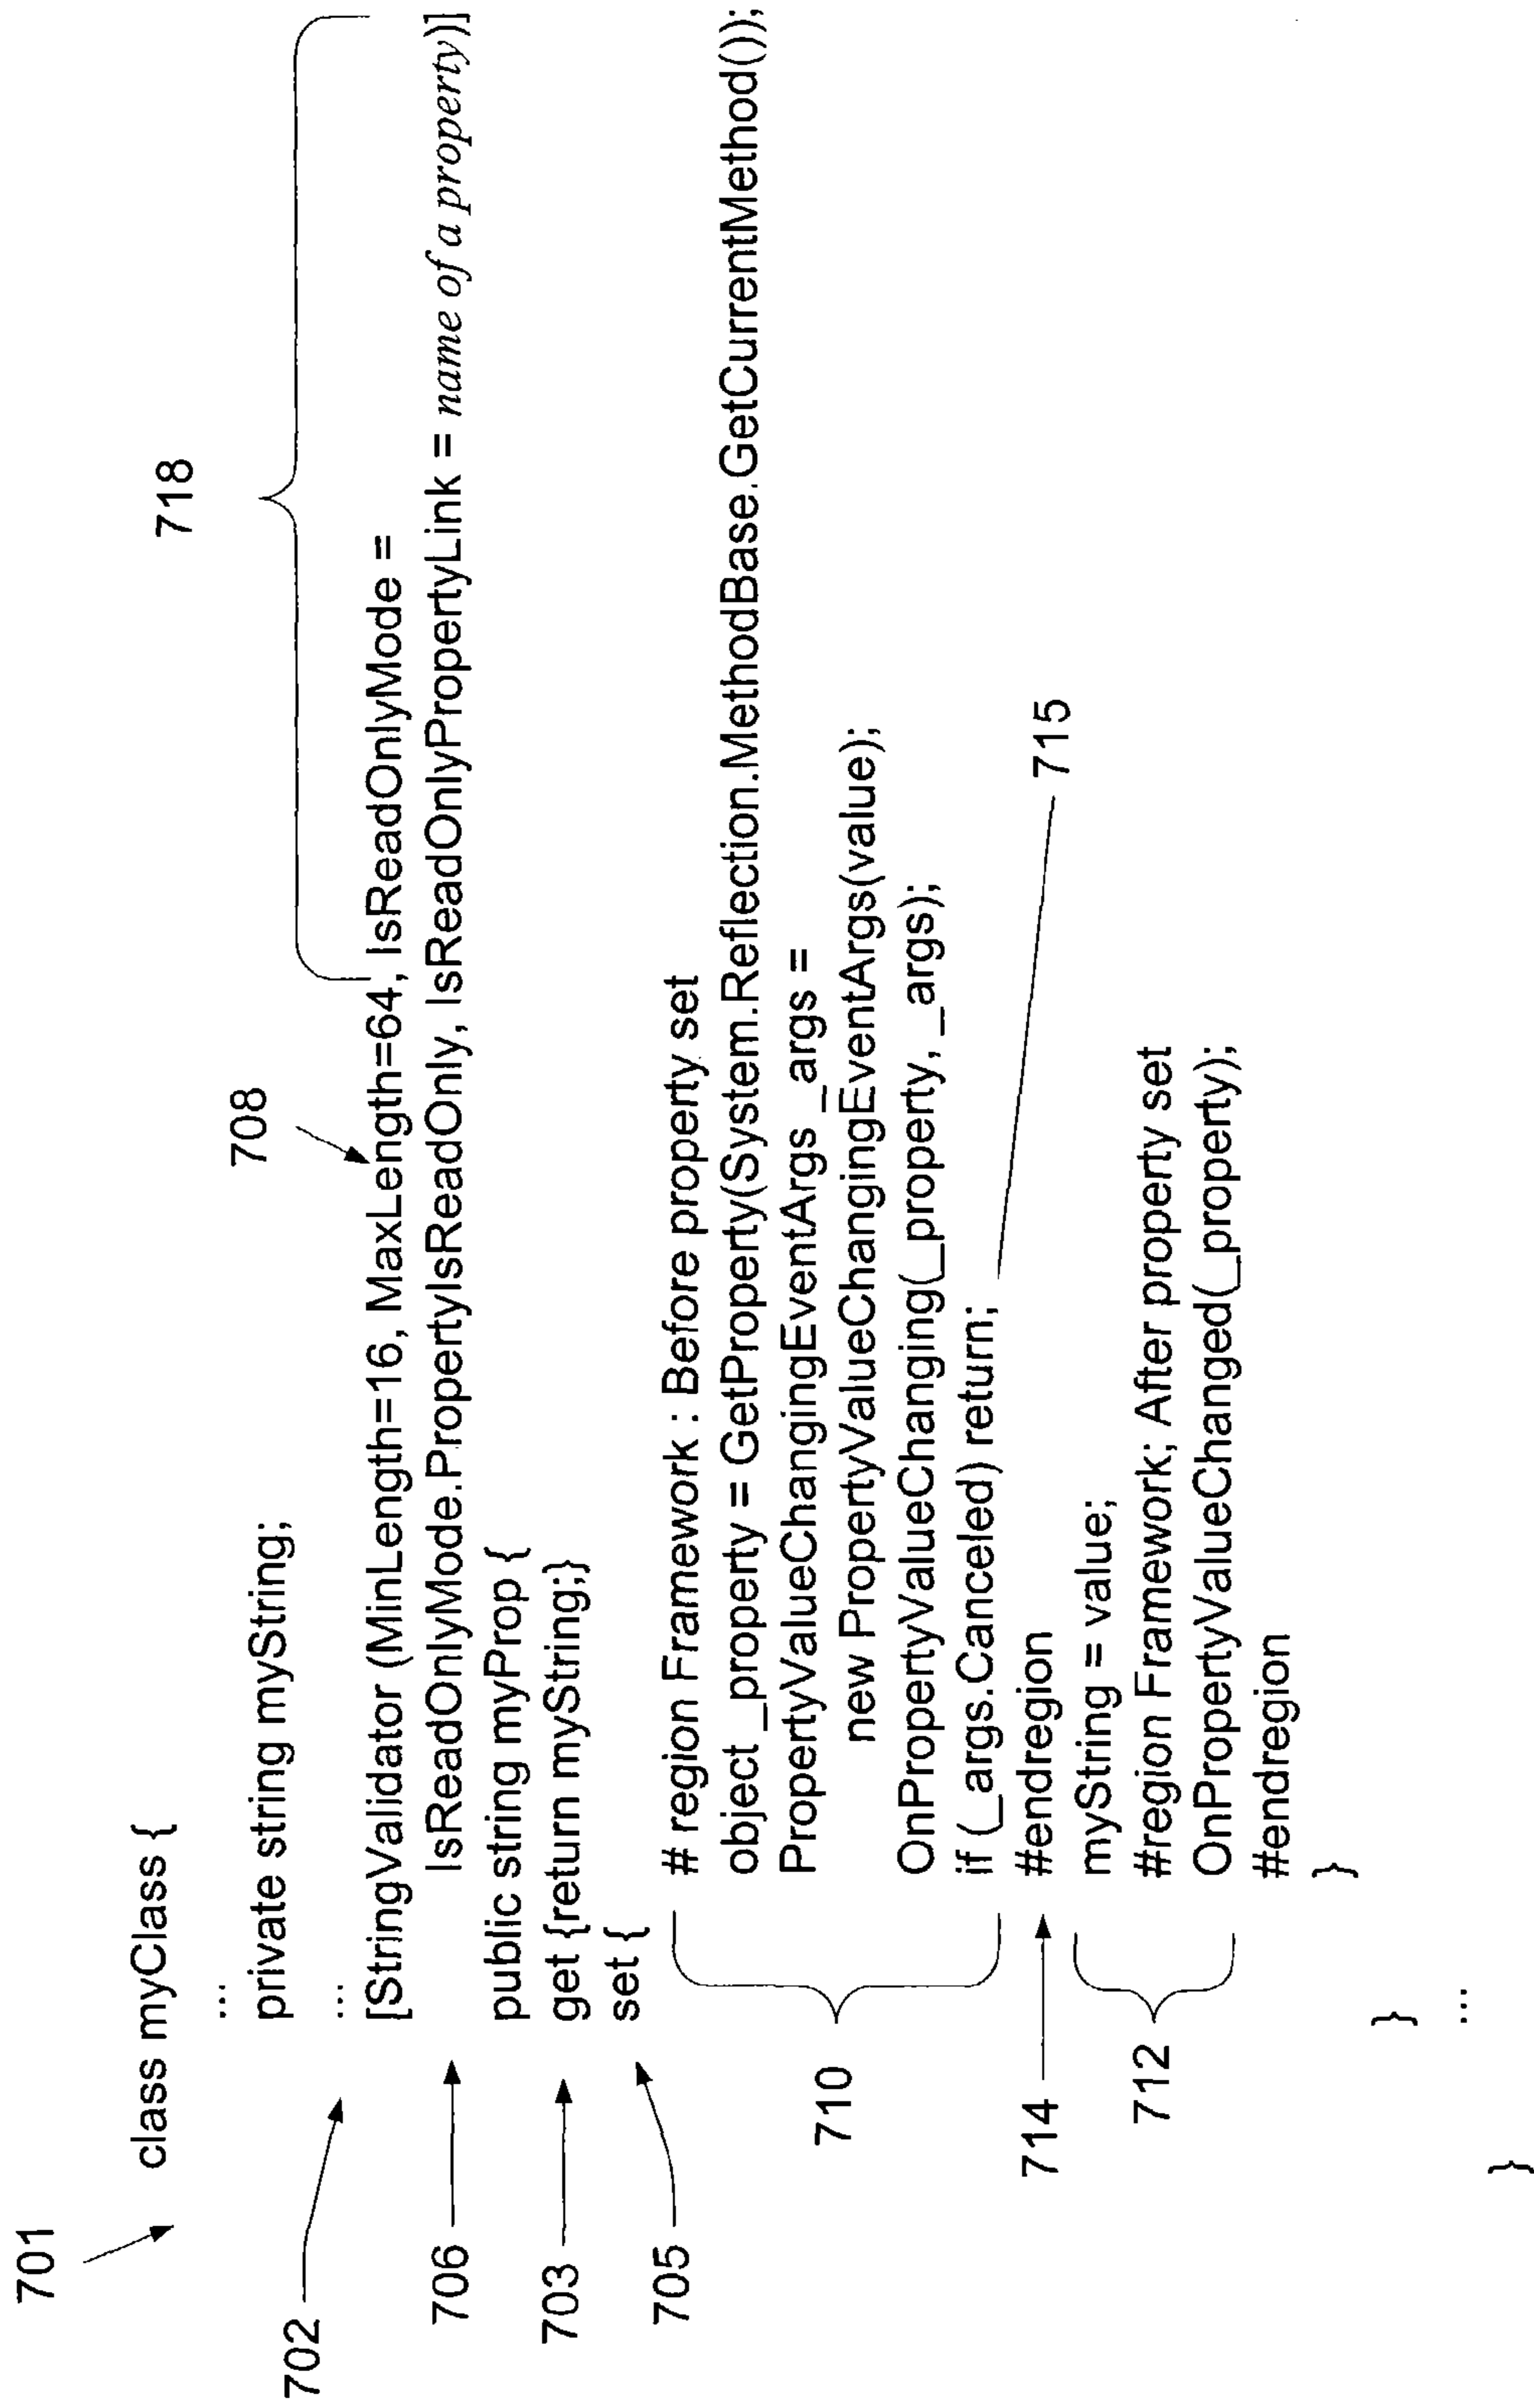 701
class myClass {
...
private string myString;
702
...
708
718
[StringValidator (MinLength=16, MaxLength=64, IsReadOnlyMode =
IsReadOnlyMode.PropertyIsReadOnly, IsReadOnlyPropertyLink = name of a property)]
706
public string myProp {
703
get {return myString;}
705
set {
710
# region Framework : Before property set
object _property = GetProperty(System.Reflection.MethodBase.GetCurrentMethod());
PropertyValueChangingEventArgs _args =
new PropertyValueChangingEventArgs(value);
OnPropertyValueChanging(_property, _args);
if (_args.Canceled) return;
715
714
#endregion
myString = value;
712
#region Framework; After property set
OnPropertyValueChanged(_property);
#endregion
}
}
...
}